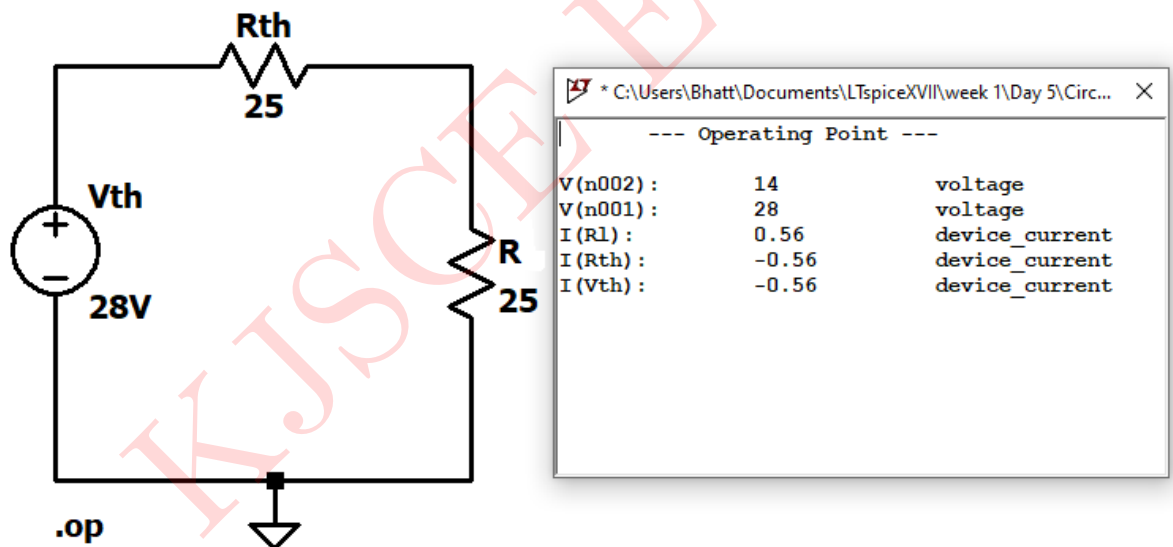 Rth
25
Vth
28V
R
25
.op
* C:\Users\Bhatt\Documents\LTspiceXVII\week 1\Day 5\Circ...
--- Operating Point ---
V(n002): 14 voltage
V(n001): 28 voltage
I(Rl): 0.56 device_current
I(Rth): -0.56 device_current
I(Vth): -0.56 device_current
KJSCE